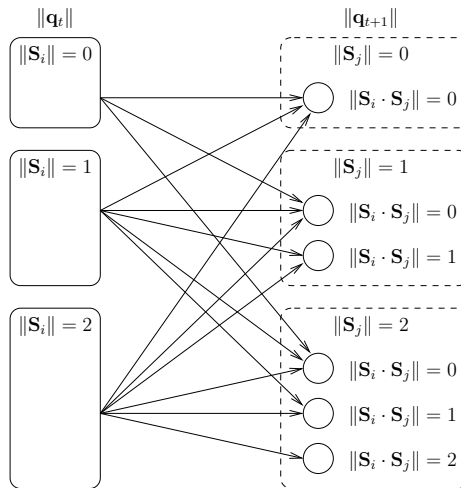 ‖q_t‖ ‖q_{t+1}‖
‖S_i‖ = 0 ‖S_j‖ = 0
‖S_i · S_j‖ = 0
‖S_i‖ = 1 ‖S_j‖ = 1
‖S_i · S_j‖ = 0
‖S_i · S_j‖ = 1
‖S_i‖ = 2 ‖S_j‖ = 2
‖S_i · S_j‖ = 0
‖S_i · S_j‖ = 1
‖S_i · S_j‖ = 2